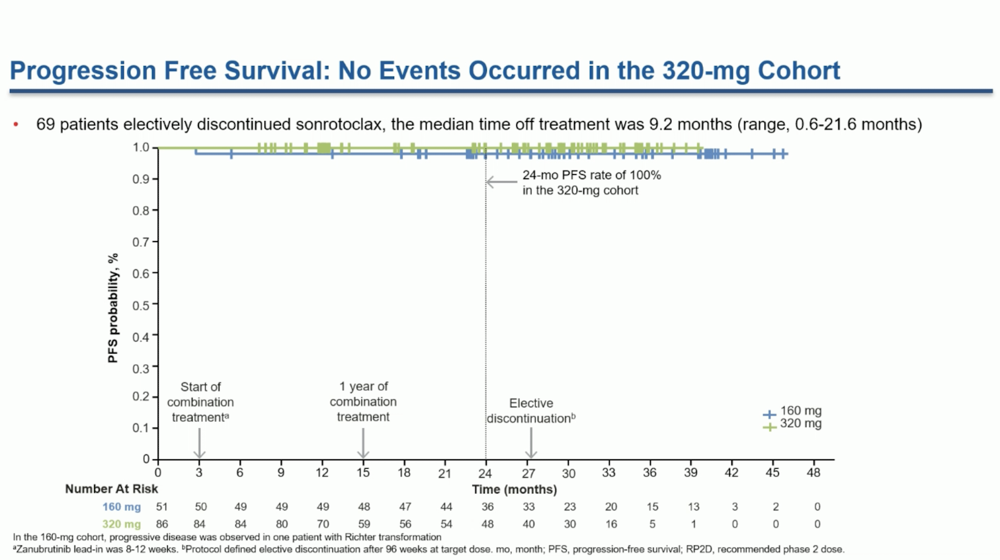 Progression Free Survival: No Events Occurred in the 320-mg Cohort
• 69 patients electively discontinued sonrotoclax, the median time off treatment was 9.2 months (range, 0.6-21.6 months)
1.0
0.9
0.8
0.7
0.6
0.5
0.4
0.3
0.2
0.1
0
PFS probability, %
24-mo PFS rate of 100%
in the 320-mg cohort
Start of
combination
treatmentᵃ
1 year of
combination
treatment
Elective
discontinuationᵇ
160 mg
320 mg
0 3 6 9 12 15 18 21 24 27 30 33 36 39 42 45 48
Number At Risk
Time (months)
160 mg 51 50 49 49 49 48 47 44 36 33 23 20 15 13 3 2 0
320 mg 86 84 84 80 70 59 56 54 48 40 30 16 5 1 0 0 0
In the 160-mg cohort, progressive disease was observed in one patient with Richter transformation
ᵃZanubrutinib lead-in was 8-12 weeks. ᵇProtocol defined elective discontinuation after 96 weeks at target dose. mo, month; PFS, progression-free survival; RP2D, recommended phase 2 dose.